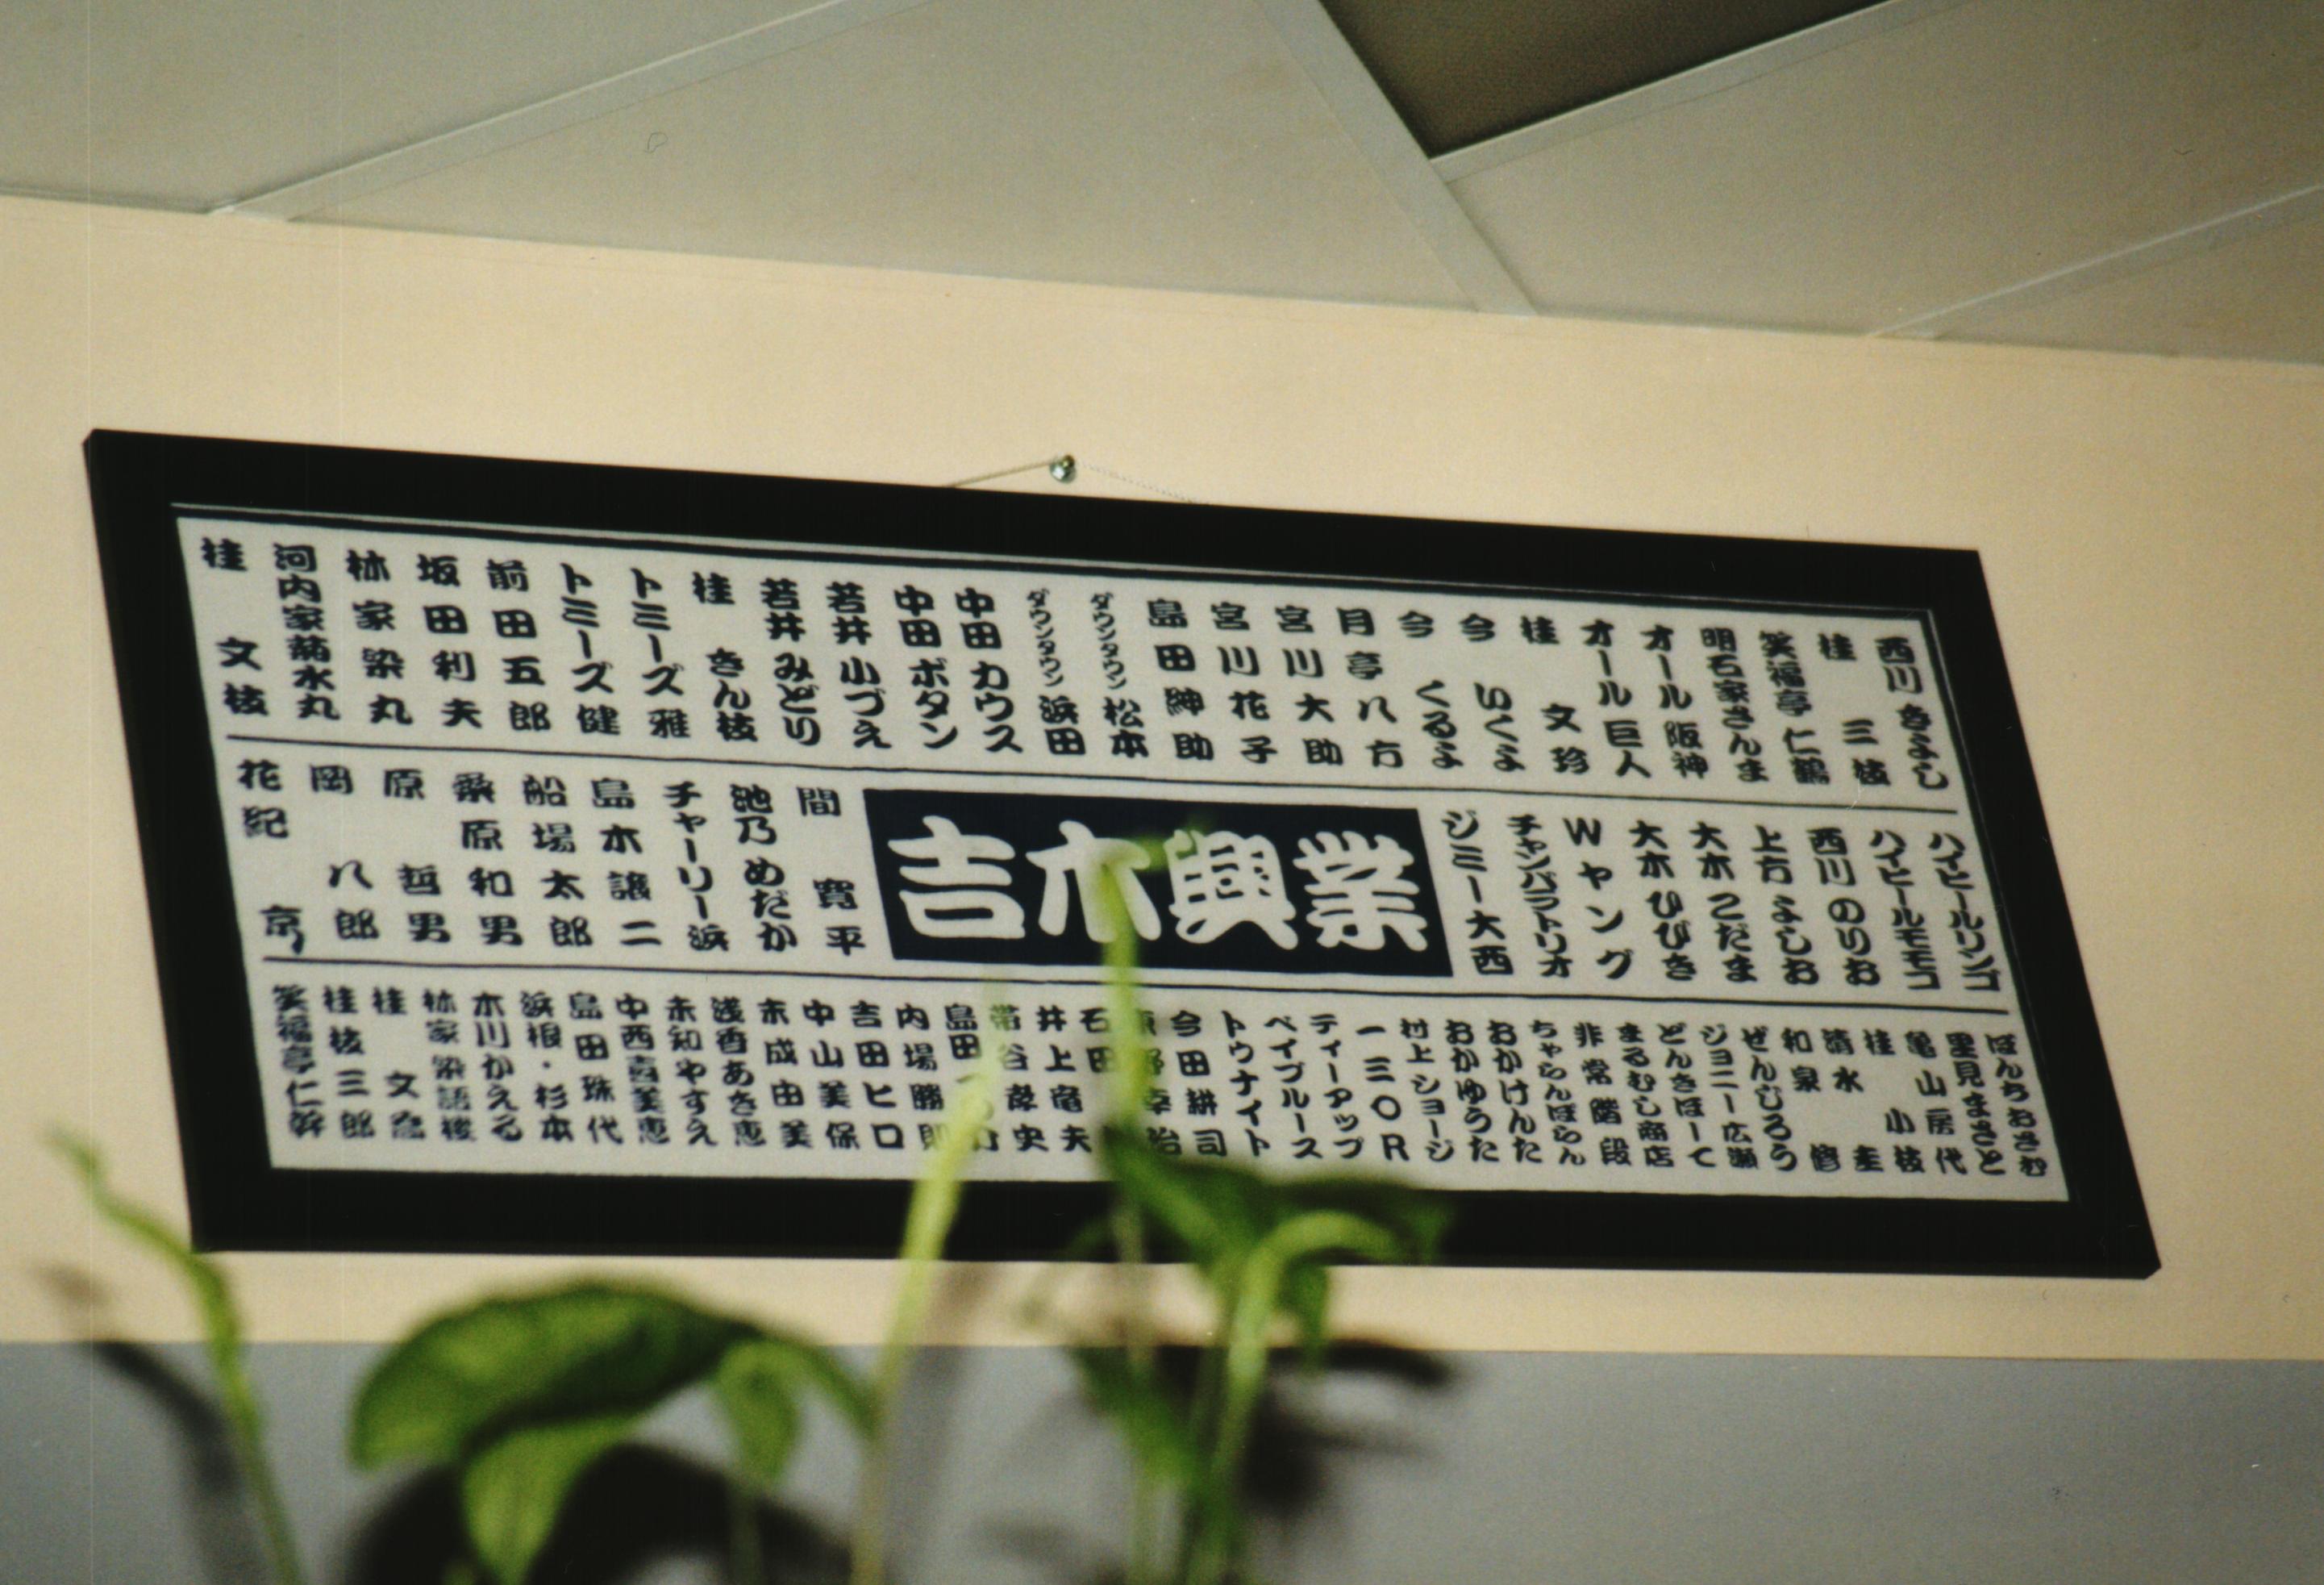 西川きよし
桂三枝
笑福亭仁鶴
明石家さんま
オール阪神
オール巨人
桂文珍
今いくよ
今くるよ
月亭八方
宮川大助
宮川花子
島田紳助
ダウンタウン松本
ダウンタウン浜田
中田カウス
中田ボタン
若井小づえ
若井みどり
桂きん枝
トミーズ雅
トミーズ健
前田五郎
坂田利夫
林家染丸
河内家菊水丸
桂文枝
ハイヒールリンゴ
ハイヒールモモコ
西川のりお
上方よしお
大木こだま
大木ひびき
Wヤング
チャンバラトリオ
ジミー大西
吉本興業
間寛平
池乃めだか
チャーリー浜
島木譲二
船場太郎
桑原和男
原哲男
岡八郎
花紀京
ぼんちおさむ
里見まさと
亀山房代
桂小枝
清水圭
和泉修
ぜんじろう
ジョニー広瀬
どんきほーて
まるむし商店
非常階段
ちゃらんぽらん
おかけんた
おかゆうた
村上ショージ
一三〇R
ティーアップ
ベイブルース
トゥナイト
今田耕司
石田
井上竜夫
帯谷孝史
島田
内場勝則
吉田ヒロ
中山美保
末成由美
浅香あき恵
未知やすえ
中西喜美恵
島田珠代
浜根・杉本
木川かえる
林家染語楼
桂文喬
桂枝三郎
笑福亭仁幹